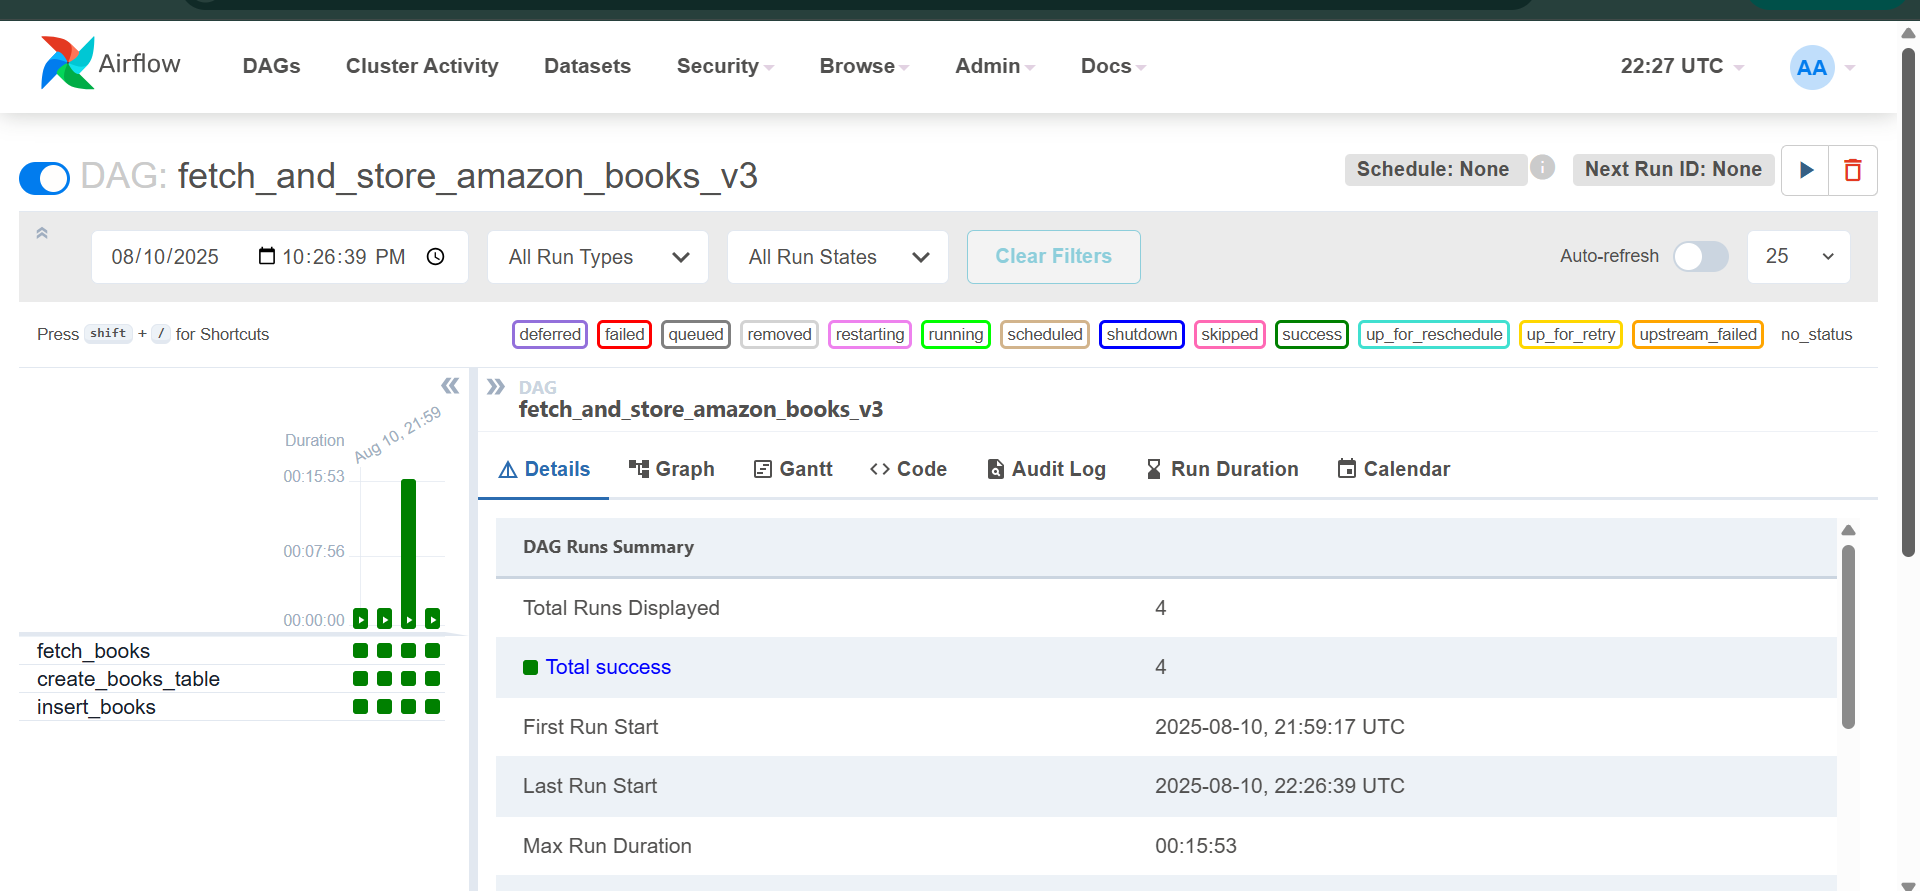 Airflow
DAGs Cluster Activity Datasets Security Browse Admin Docs 22:27 UTC AA
DAG: fetch_and_store_amazon_books_v3
Schedule: None i Next Run ID: None
08/10/2025 10:26:39 PM All Run Types All Run States Clear Filters Auto-refresh 25
Press shift + / for Shortcuts
deferred failed queued removed restarting running scheduled shutdown skipped success up_for_reschedule up_for_retry upstream_failed no_status
Duration
Aug 10, 21:59
00:15:53
00:07:56
00:00:00
fetch_books
create_books_table
insert_books
DAG
fetch_and_store_amazon_books_v3
Details Graph Gantt Code Audit Log Run Duration Calendar
DAG Runs Summary
Total Runs Displayed 4
Total success 4
First Run Start 2025-08-10, 21:59:17 UTC
Last Run Start 2025-08-10, 22:26:39 UTC
Max Run Duration 00:15:53